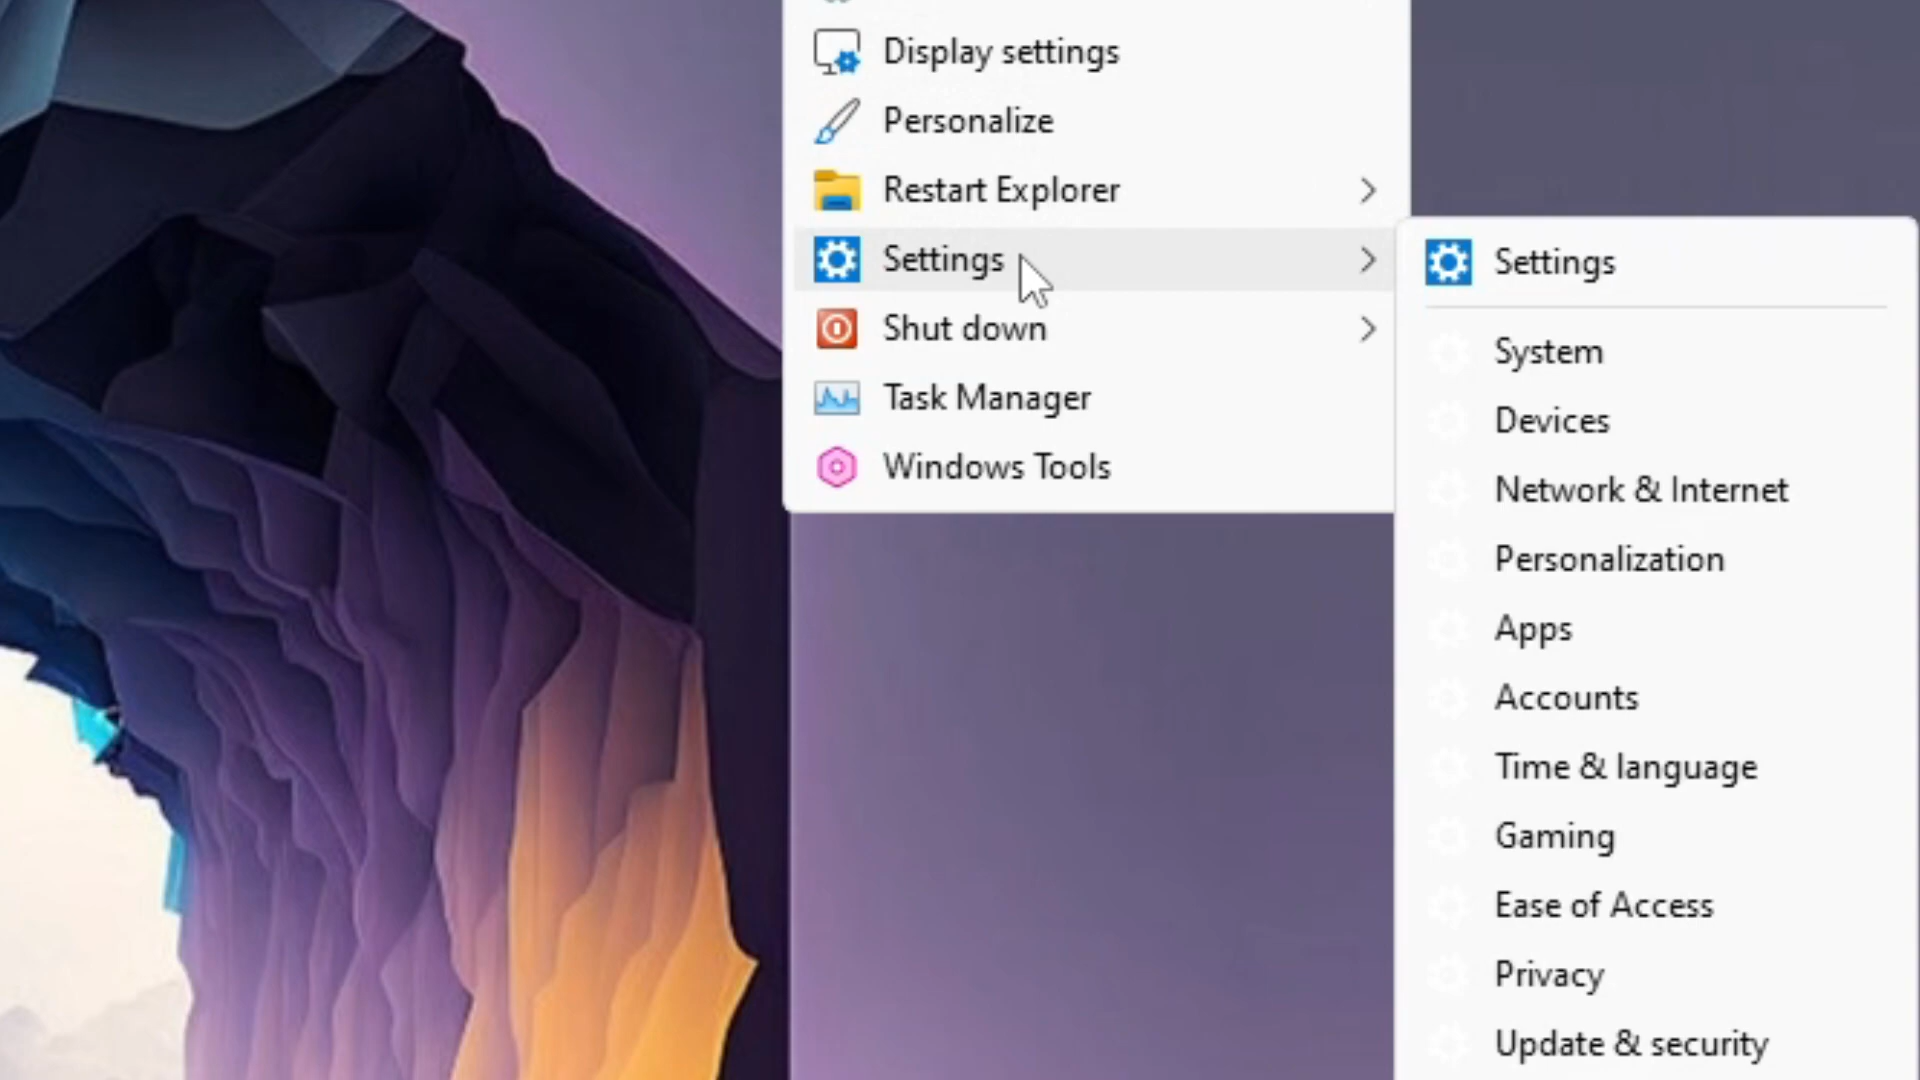 Display settings
Personalize
Restart Explorer
Settings
Shut down
Task Manager
Windows Tools
Settings
System
Devices
Network & Internet
Personalization
Apps
Accounts
Time & language
Gaming
Ease of Access
Privacy
Update & security